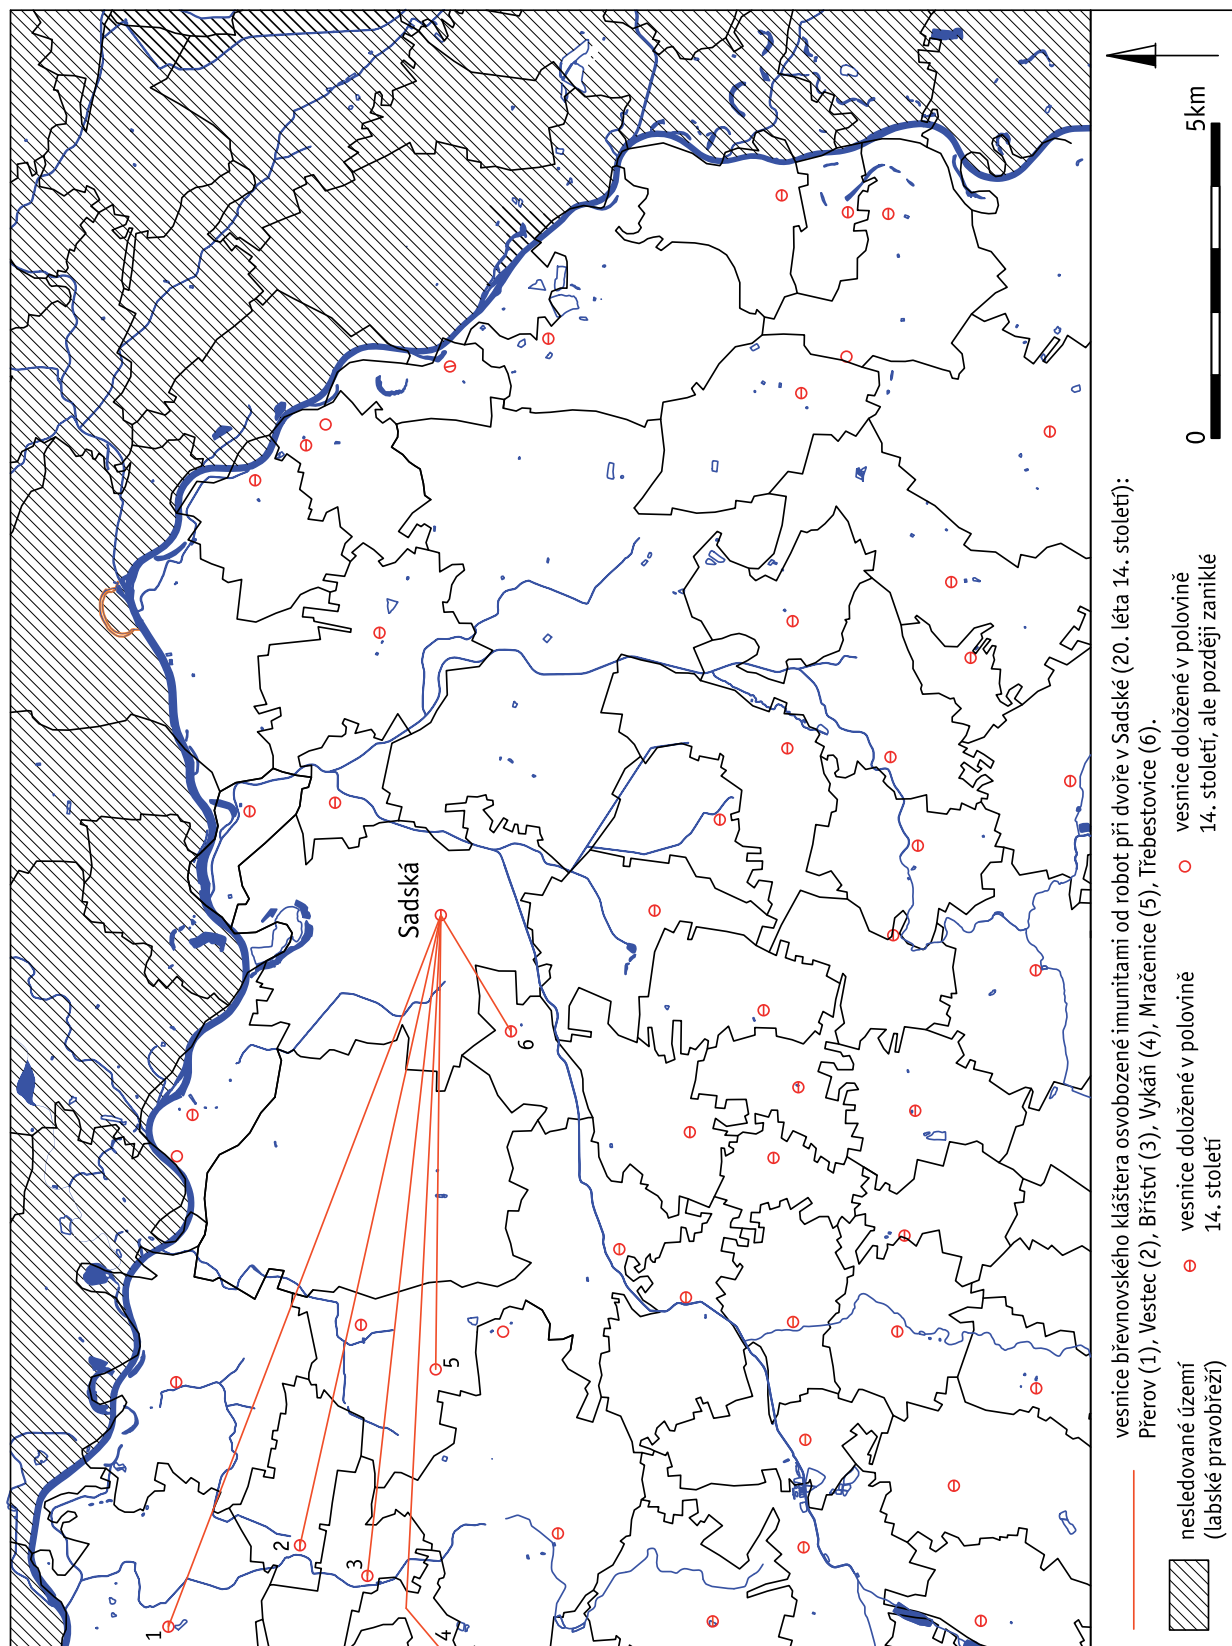 Sadská
1
2
3
4
5
6
vesnice břevnovského kláštera osvobozené imunitami od robot při dvoře v Sadské (20. léta 14. století):
Přerov (1), Vestec (2), Bříství (3), Vykáň (4), Mračenice (5), Třebestovice (6).
nesledované území
(labské pravobřeží)
vesnice doložené v polovině
14. století
vesnice doložené v polovině
14. století, ale později zaniklé
0
5km